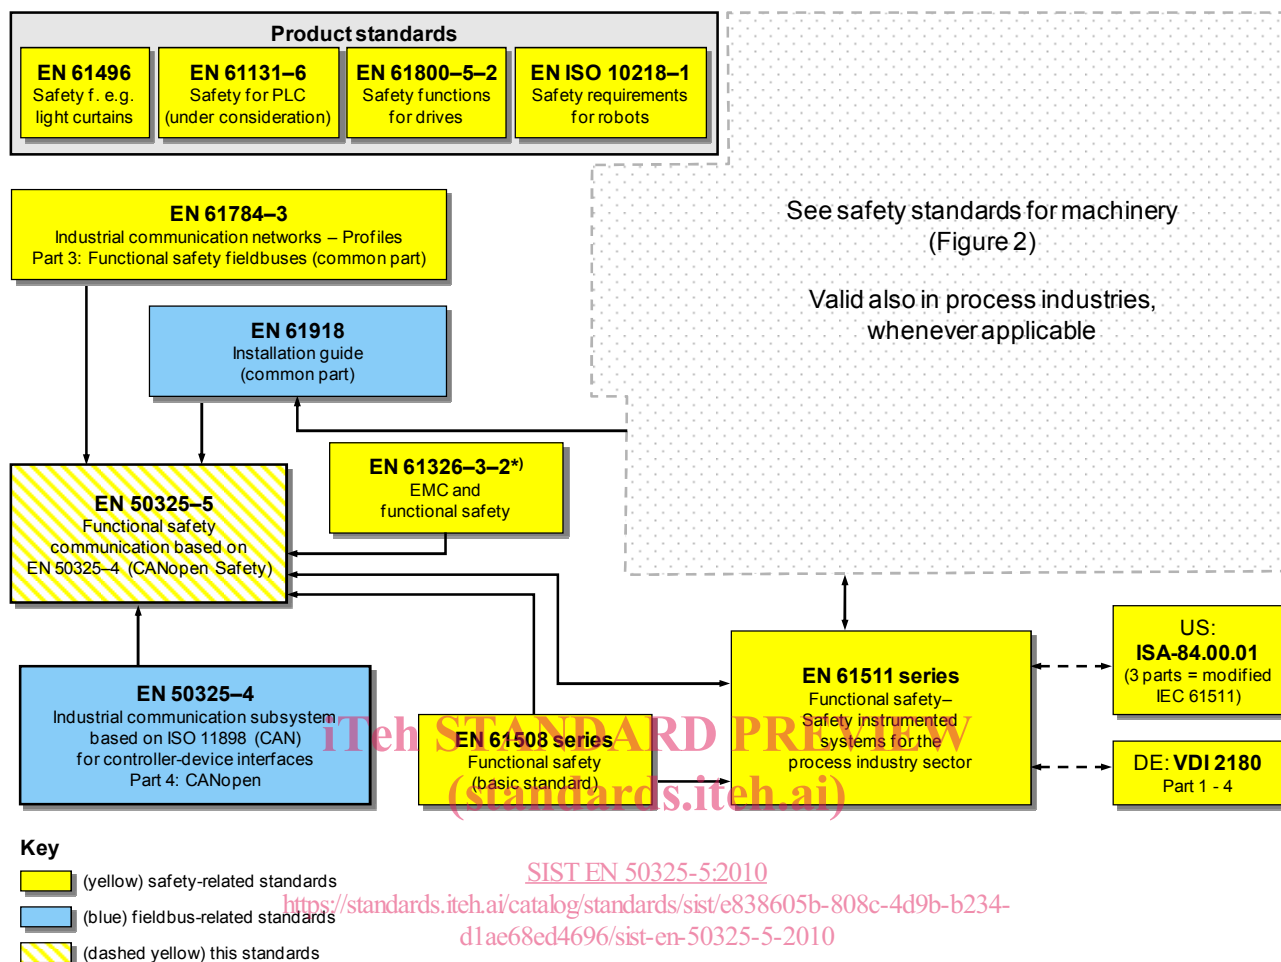 Product standards
EN 61496
Safety f. e.g.
light curtains
EN 61131–6
Safety for PLC
(under consideration)
EN 61800–5–2
Safety functions
for drives
EN ISO 10218–1
Safety requirements
for robots
See safety standards for machinery
(Figure 2)
Valid also in process industries,
whenever applicable
EN 61784–3
Industrial communication networks – Profiles
Part 3: Functional safety fieldbuses (common part)
EN 61918
Installation guide
(common part)
EN 61326–3–2*)
EMC and
functional safety
EN 50325–5
Functional safety
communication based on
EN 50325–4 (CANopen Safety)
EN 50325–4
Industrial communication subsystem
based on ISO 11898 (CAN)
for controller-device interfaces
Part 4: CANopen
EN 61508 series
Functional safety
(basic standard)
EN 61511 series
Functional safety–
Safety instrumented
systems for the
process industry sector
US:
ISA-84.00.01
(3 parts = modified
IEC 61511)
DE: VDI 2180
Part 1 - 4
iTeh STANDARD PREVIEW
(standards.iteh.ai)
Key
(yellow) safety-related standards
(blue) fieldbus-related standards
(dashed yellow) this standards
SIST EN 50325-5:2010
https://standards.iteh.ai/catalog/standards/sist/e838605b-808c-4d9b-b234-
d1ae68ed4696/sist-en-50325-5-2010